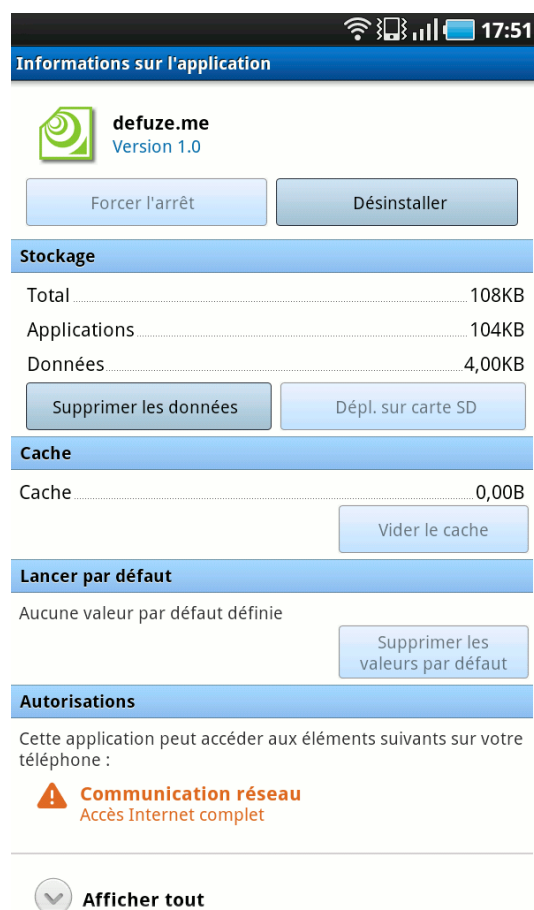 17:51
Informations sur l'application
defuze.me
Version 1.0
Forcer l'arrêt
Désinstaller
Stockage
Total 108KB
Applications 104KB
Données 4,00KB
Supprimer les données
Dépl. sur carte SD
Cache
Cache 0,00B
Vider le cache
Lancer par défaut
Aucune valeur par défaut définie
Supprimer les
valeurs par défaut
Autorisations
Cette application peut accéder aux éléments suivants sur votre
téléphone :
Communication réseau
Accès Internet complet
Afficher tout